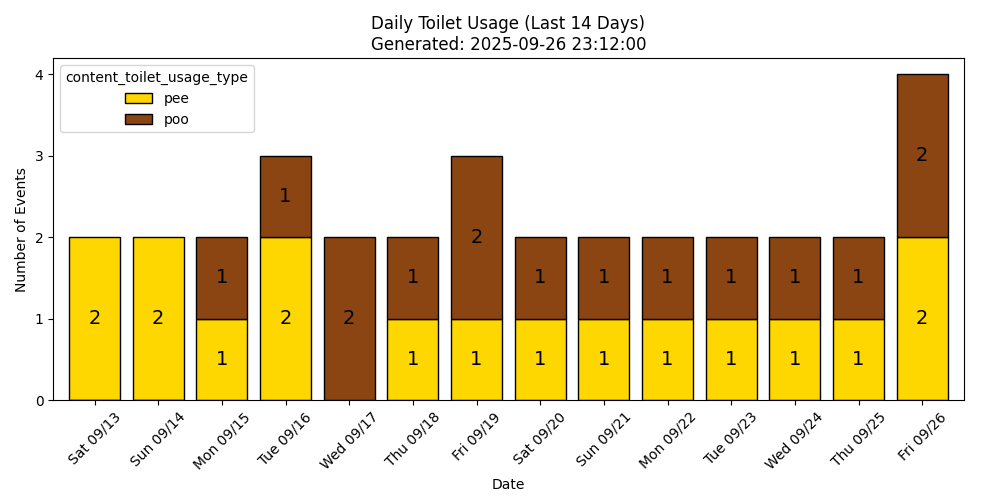 Daily Toilet Usage (Last 14 Days)
Generated: 2025-09-26 23:12:00
content_toilet_usage_type
pee
poo
Number of Events
4
3
2
1
0
2
2
1
1
2
1
2
1
1
1
2
1
1
1
1
1
1
1
1
1
1
1
1
2
2
Sat 09/13
Sun 09/14
Mon 09/15
Tue 09/16
Wed 09/17
Thu 09/18
Fri 09/19
Sat 09/20
Sun 09/21
Mon 09/22
Tue 09/23
Wed 09/24
Thu 09/25
Fri 09/26
Date